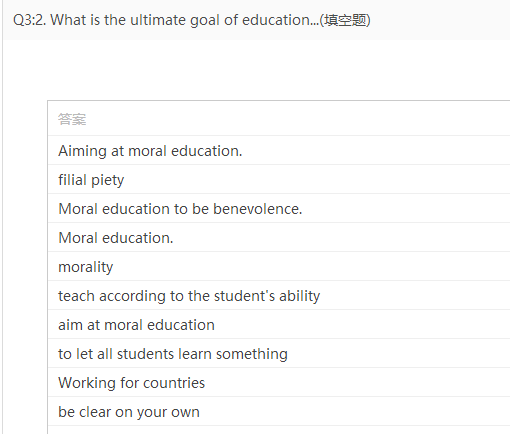 Q3:2. What is the ultimate goal of education...(填空题)
答案
Aiming at moral education.
filial piety
Moral education to be benevolence.
Moral education.
morality
teach according to the student's ability
aim at moral education
to let all students learn something
Working for countries
be clear on your own